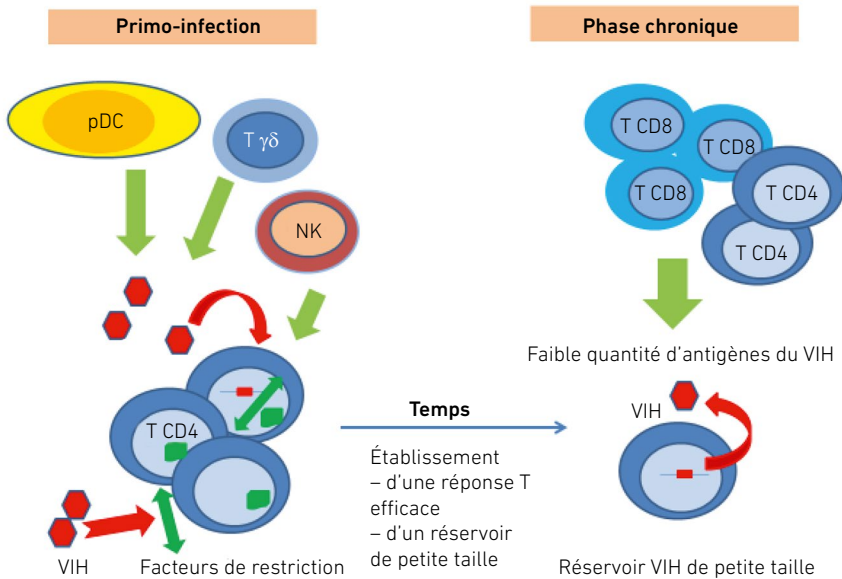 Primo-infection
Phase chronique
pDC
T γδ
NK
T CD8
T CD8
T CD8
T CD4
T CD4
Faible quantité d'antigènes du VIH
T CD4
Temps
Établissement
– d'une réponse T
efficace
– d'un réservoir
de petite taille
VIH
VIH
Facteurs de restriction
Réservoir VIH de petite taille